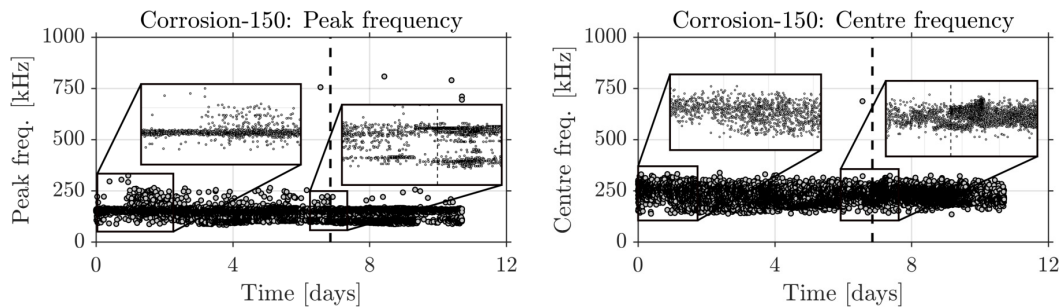 Corrosion-150: Peak frequency
1000
750
500
250
0
Peak freq. [kHz]
0 4 8 12
Time [days]
Corrosion-150: Centre frequency
1000
750
500
250
0
Centre freq. [kHz]
0 4 8 12
Time [days]